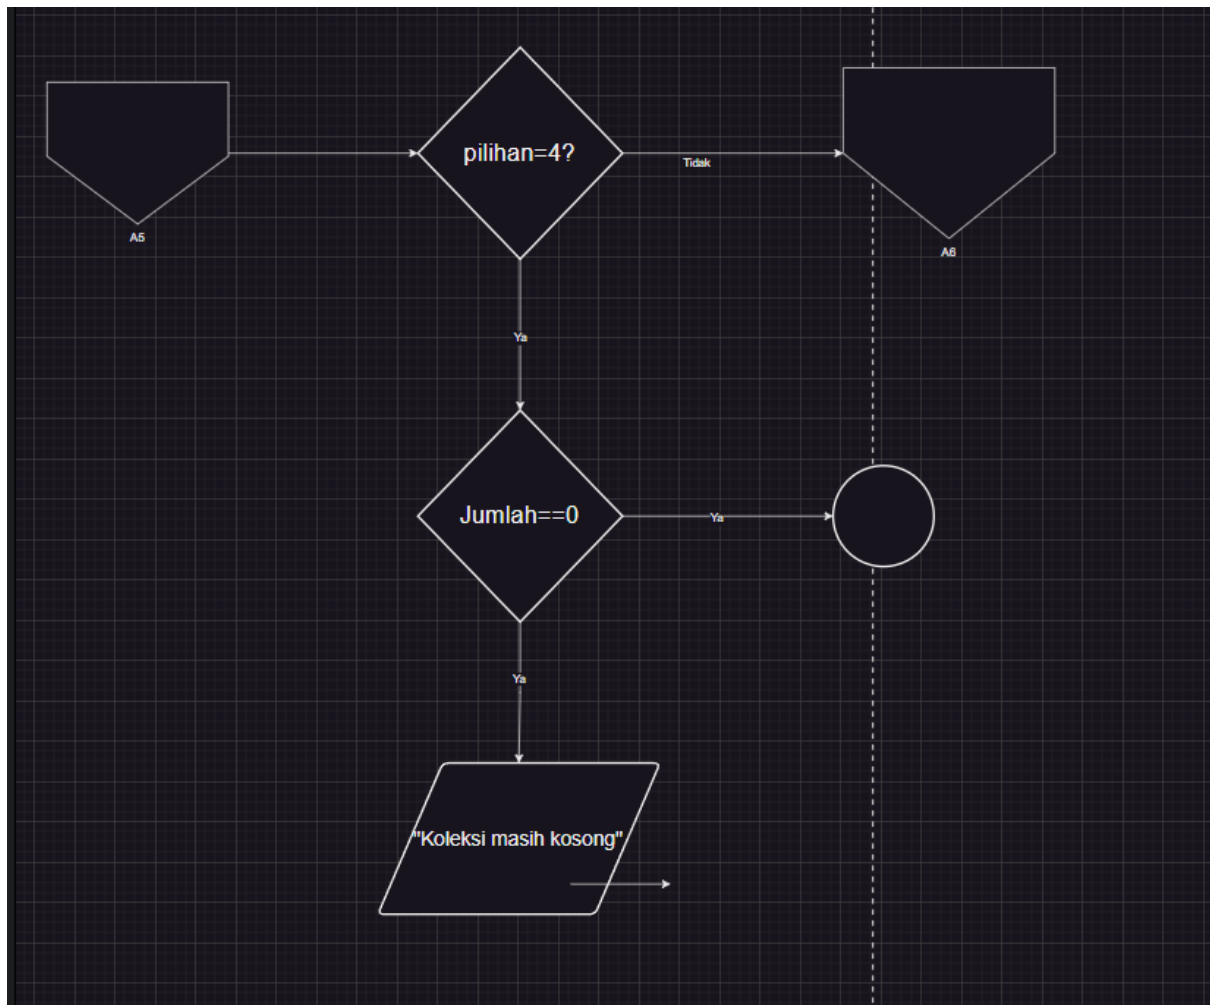 pilihan=4?
Tidak
A5
A6
Ya
Jumlah==0
Ya
Ya
"Koleksi masih kosong"